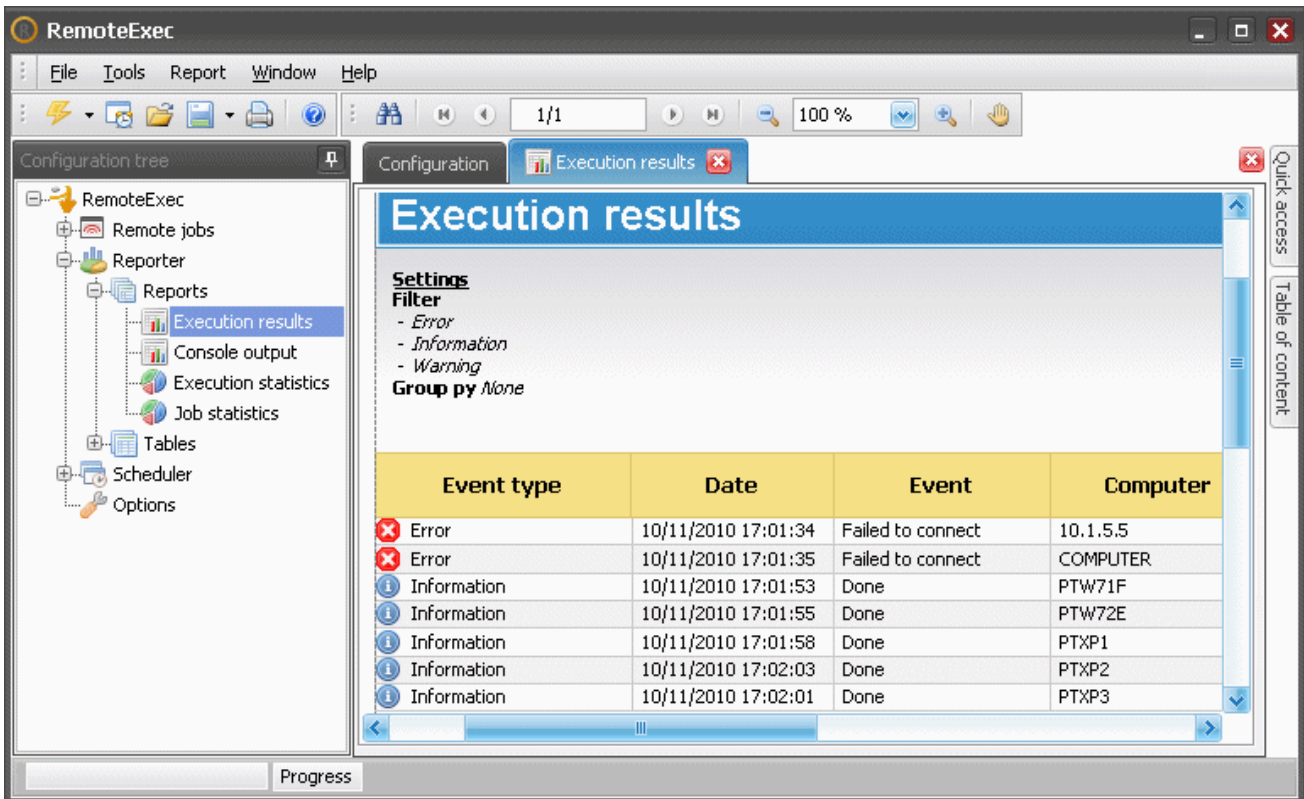 RemoteExec
File Tools Report Window Help
1/1 100 %
Configuration tree
RemoteExec
Remote jobs
Reporter
Reports
Execution results
Console output
Execution statistics
Job statistics
Tables
Scheduler
Options
Configuration Execution results
Execution results
Settings
Filter
- Error
- Information
- Warning
Group py None
Event type Date Event Computer
Error 10/11/2010 17:01:34 Failed to connect 10.1.5.5
Error 10/11/2010 17:01:35 Failed to connect COMPUTER
Information 10/11/2010 17:01:53 Done PTW71F
Information 10/11/2010 17:01:55 Done PTW72E
Information 10/11/2010 17:01:58 Done PTXP1
Information 10/11/2010 17:02:03 Done PTXP2
Information 10/11/2010 17:02:01 Done PTXP3
Quick access
Table of content
Progress